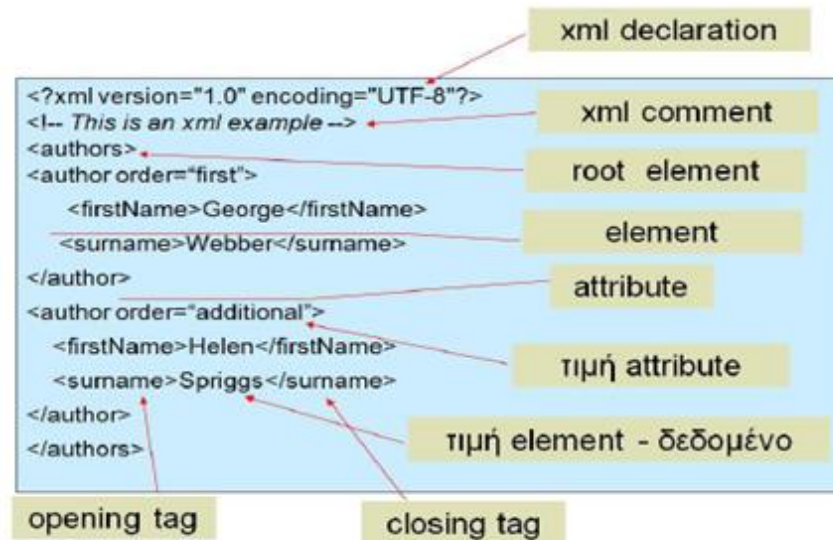 xml declaration
<?xml version="1.0" encoding="UTF-8"?>
<!-- This is an xml example -->
xml comment
<authors>
root element
<author order=“first”>
<firstName>George</firstName>
element
<surname>Webber</surname>
</author>
attribute
<author order=“additional”>
<firstName>Helen</firstName>
τιμή attribute
<surname>Spriggs</surname>
</author>
τιμή element - δεδομένο
</authors>
opening tag
closing tag